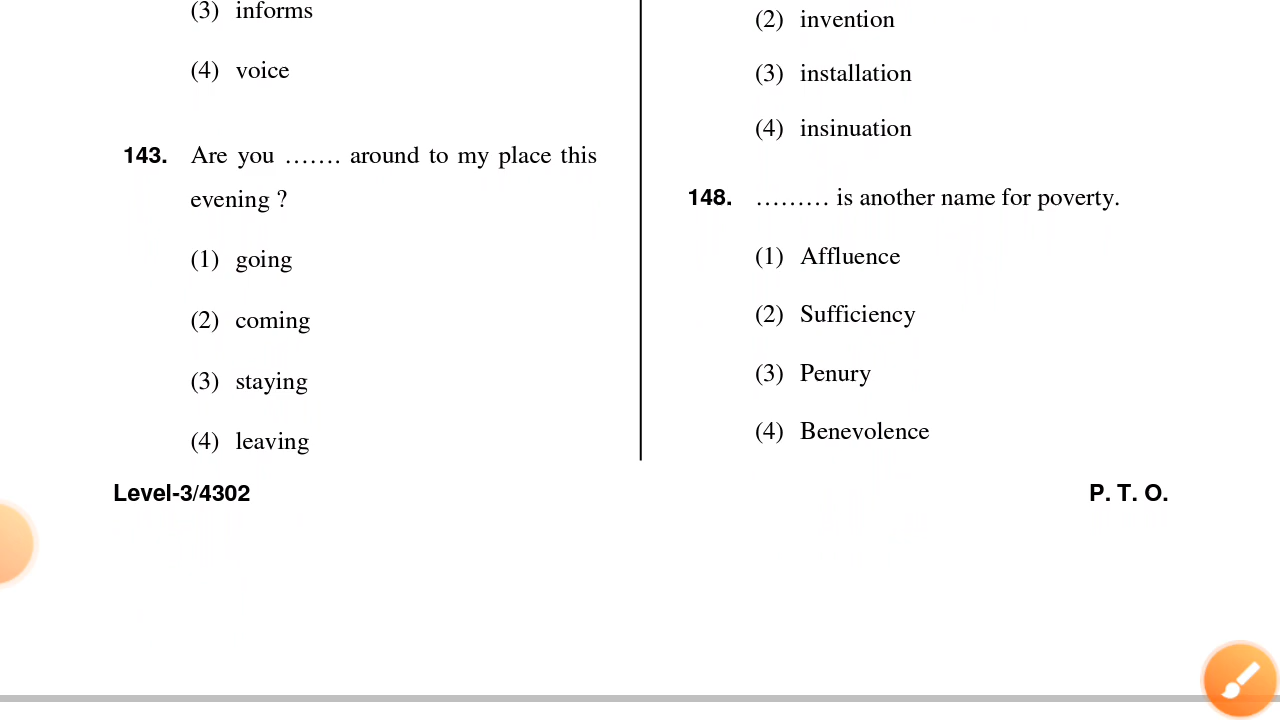 (3) informs
(4) voice
143. Are you ....... around to my place this
evening ?
(1) going
(2) coming
(3) staying
(4) leaving
(2) invention
(3) installation
(4) insinuation
148. ......... is another name for poverty.
(1) Affluence
(2) Sufficiency
(3) Penury
(4) Benevolence
Level-3/4302
P. T. O.